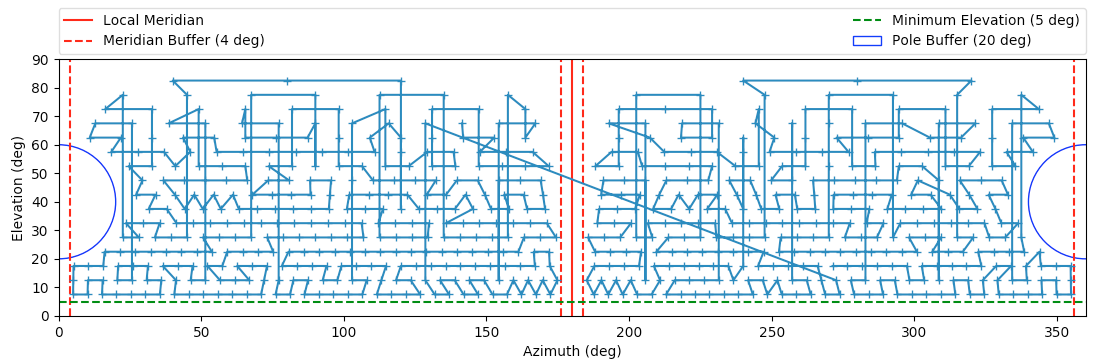 Local Meridian
Meridian Buffer (4 deg)
Minimum Elevation (5 deg)
Pole Buffer (20 deg)
90
80
70
60
50
40
30
20
10
0
Elevation (deg)
0 50 100 150 200 250 300 350
Azimuth (deg)